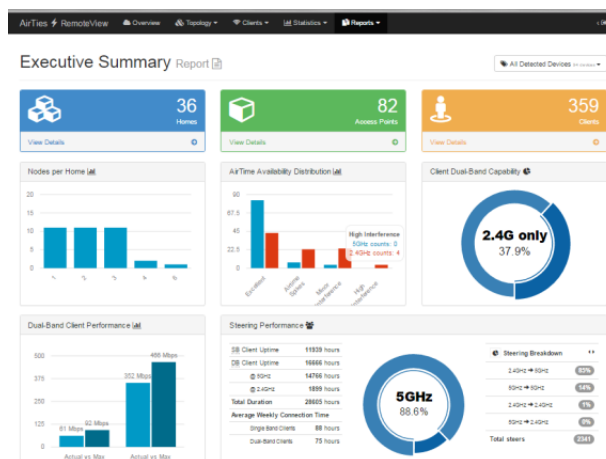 AirTies RemoteView Overview Topology Clients Statistics Reports
Executive Summary Report
All Detected Devices
36
Homes
View Details
82
Access Points
View Details
359
Clients
View Details
Nodes per Home
20
15
10
5
0
1 2 3 4 5
AirTime Availability Distribution
90
67.5
45
22.5
0
High Interference
5GHz counts: 0
2.4GHz counts: 4
Excellent
Airtime Spikes
Minor Interference
High Interference
Client Dual-Band Capability
2.4G only
37.9%
Dual-Band Client Performance
500
375
250
125
0
61 Mbps
92 Mbps
352 Mbps
466 Mbps
Actual vs Max
Actual vs Max
Steering Performance
SB Client Uptime 11939 hours
DB Client Uptime 16666 hours
@ 5GHz 14766 hours
@ 2.4GHz 1899 hours
Total Duration 28605 hours
Average Weekly Connection Time
Single Band Clients 88 hours
Dual-Band Clients 75 hours
5GHz
88.6%
Steering Breakdown
2.4GHz → 5GHz 83%
5GHz → 5GHz 14%
2.4GHz → 2.4GHz 1%
5GHz → 2.4GHz 0%
Total steers 2341